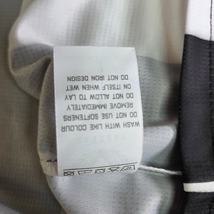 WASH WITH LIKE COLOUR
DO NOT USE SOFTENERS
REMOVE IMMEDIATELY
DO NOT ALLOW TO LAY
ON ITSELF WHEN WET
DO NOT IRON DESIGN